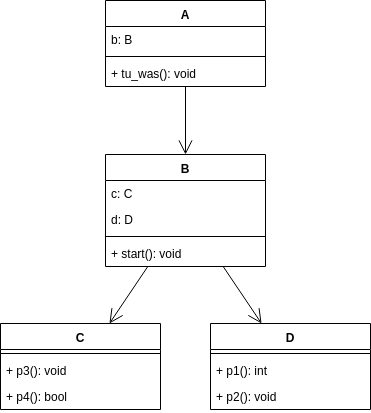 A
b: B
+ tu_was(): void
B
c: C
d: D
+ start(): void
C
+ p3(): void
+ p4(): bool
D
+ p1(): int
+ p2(): void